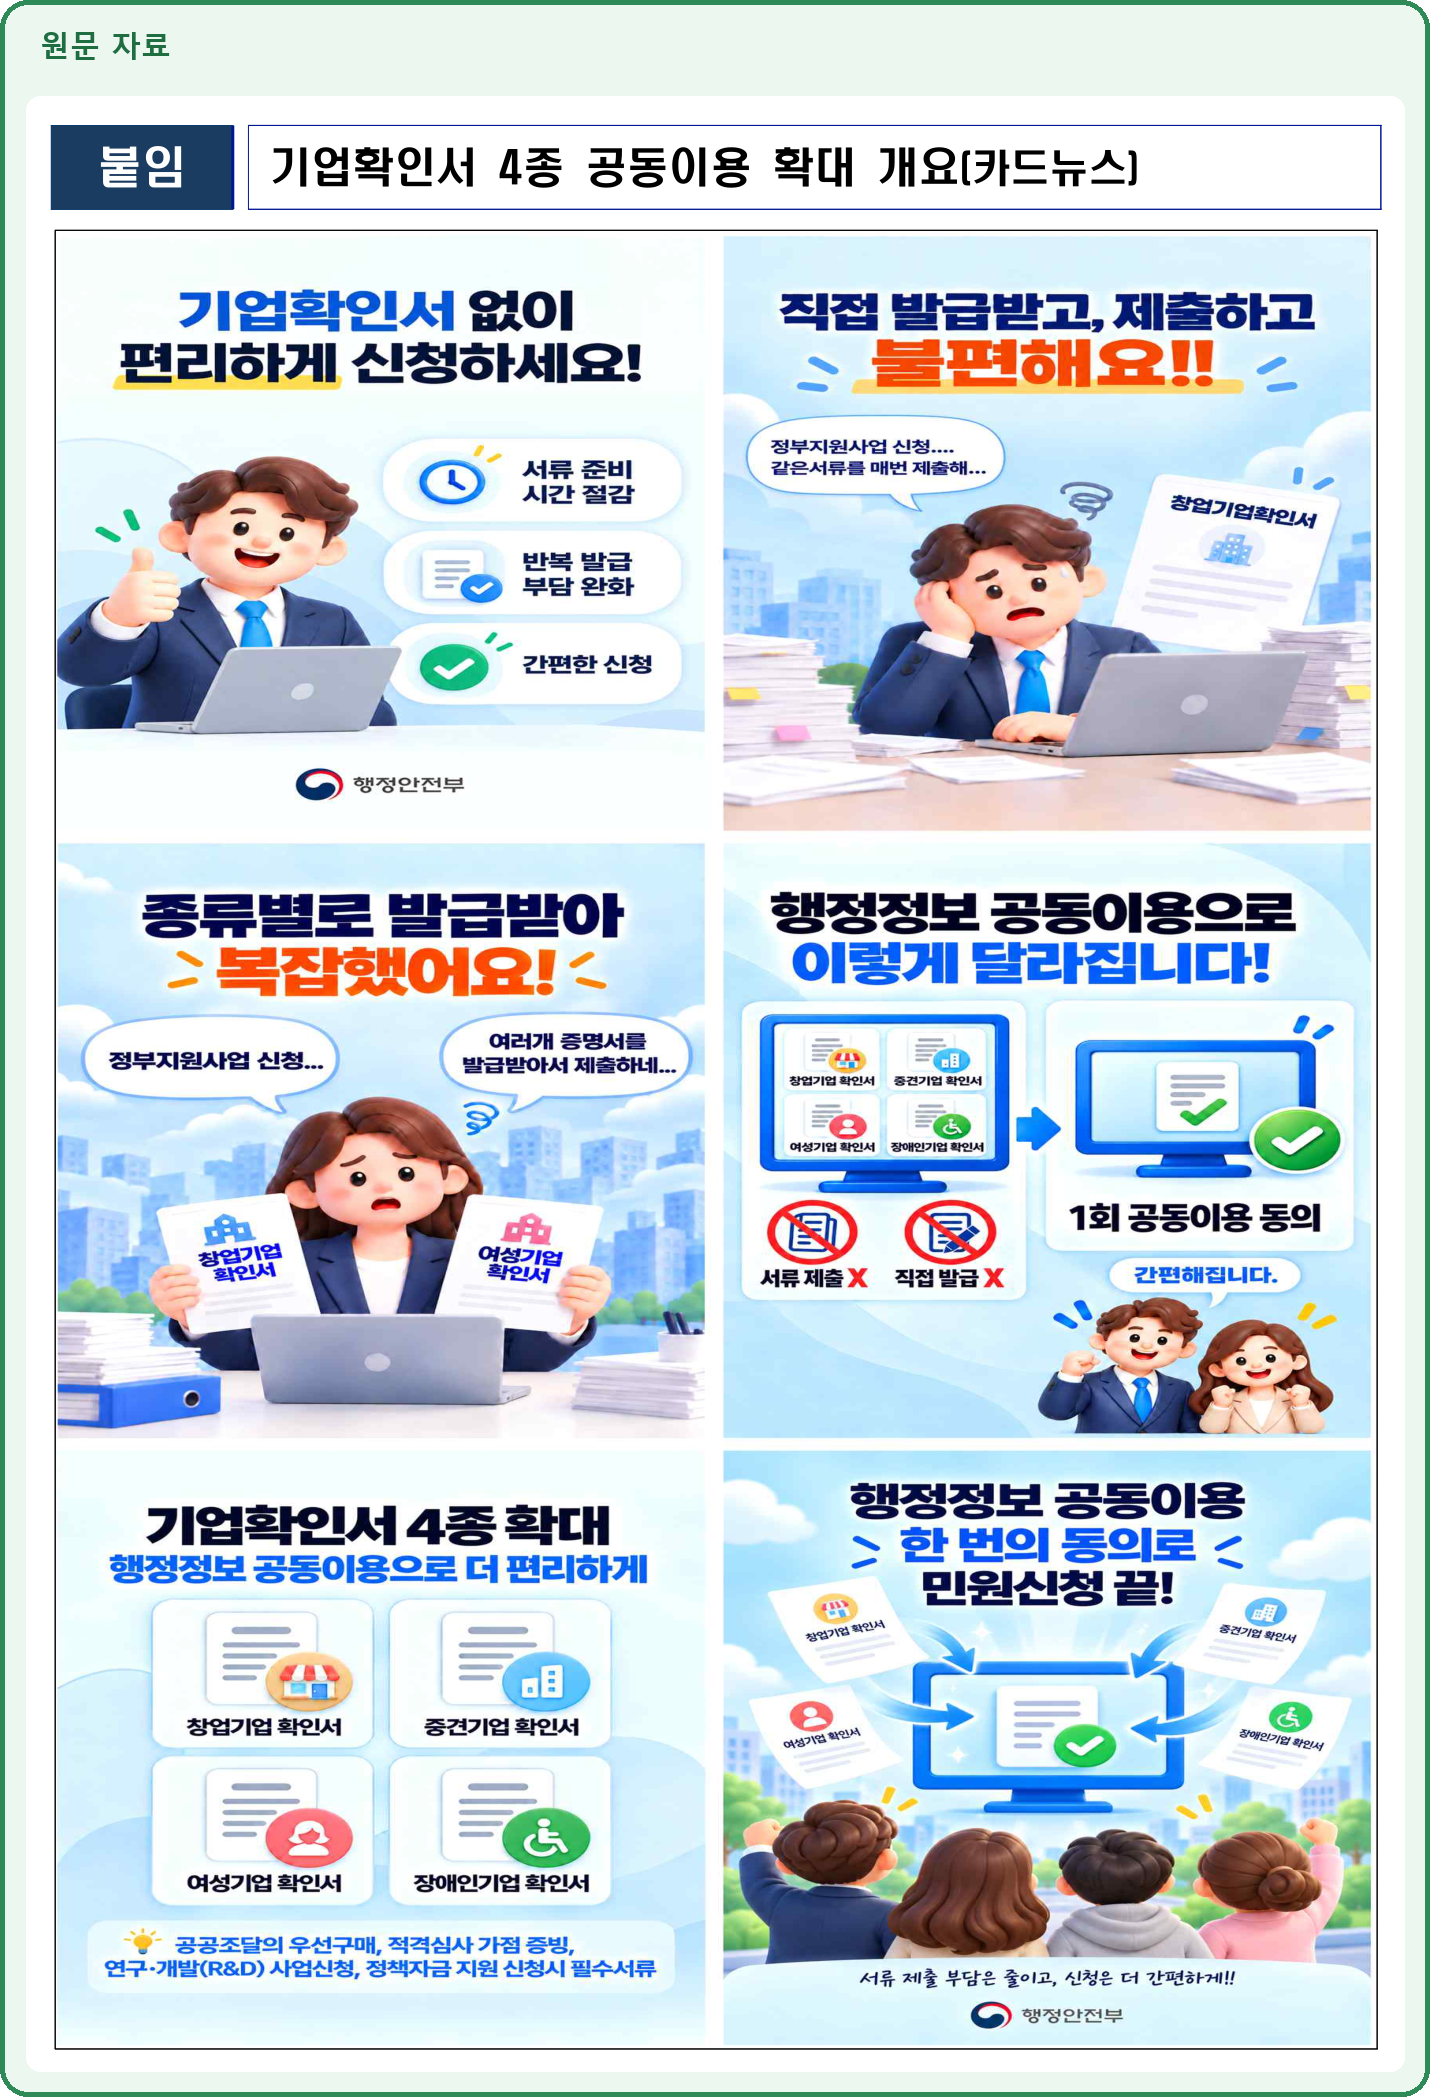 원문 자료
붙임
기업확인서 4종 공동이용 확대 개요(카드뉴스)
기업확인서 없이
편리하게 신청하세요!
서류 준비
시간 절감
반복 발급
부담 완화
간편한 신청
행정안전부
직접 발급받고, 제출하고
불편해요!!
정부지원사업 신청....
같은서류를 매번 제출해...
창업기업확인서
종류별로 발급받아
복잡했어요!
정부지원사업 신청...
여러개 증명서를
발급받아서 제출하네...
창업기업
확인서
여성기업
확인서
행정정보 공동이용으로
이렇게 달라집니다!
창업기업 확인서
중견기업 확인서
여성기업 확인서
장애인기업 확인서
서류 제출 X
직접 발급 X
1회 공동이용 동의
간편해집니다.
기업확인서 4종 확대
행정정보 공동이용으로 더 편리하게
창업기업 확인서
중견기업 확인서
여성기업 확인서
장애인기업 확인서
공공조달의 우선구매, 적격심사 가점 증빙,
연구·개발(R&D) 사업신청, 정책자금 지원 신청시 필수서류
행정정보 공동이용
한 번의 동의로
민원신청 끝!
창업기업 확인서
중견기업 확인서
여성기업 확인서
장애인기업 확인서
서류 제출 부담은 줄이고, 신청은 더 간편하게!!
행정안전부